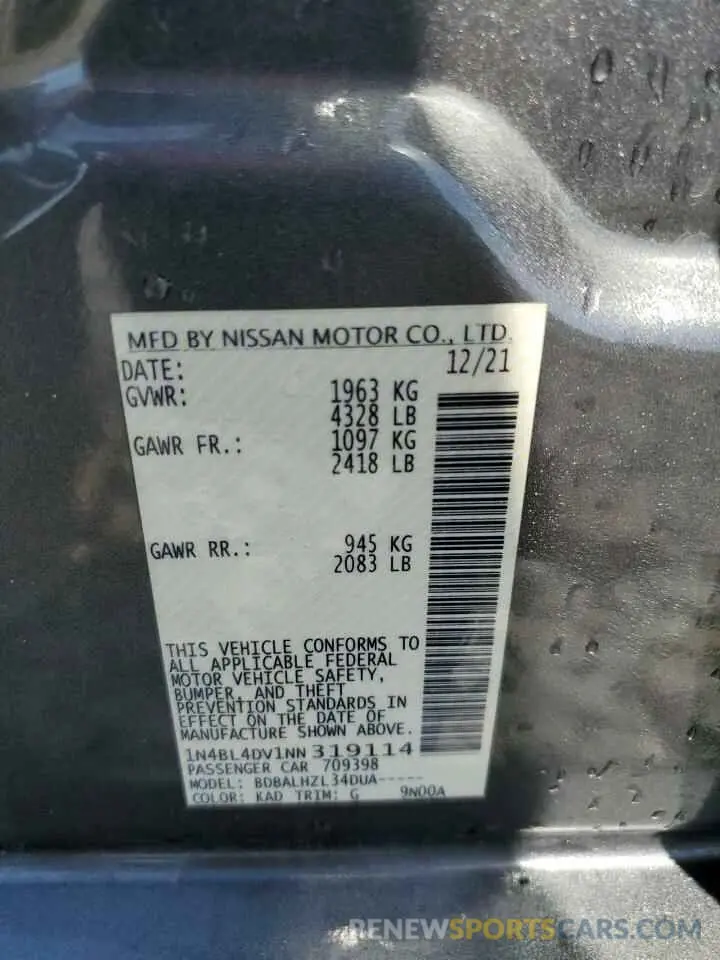 MFD BY NISSAN MOTOR CO., LTD.
DATE: 12/21
GVWR: 1963 KG
4328 LB
GAWR FR.: 1097 KG
2418 LB
GAWR RR.: 945 KG
2083 LB
THIS VEHICLE CONFORMS TO
ALL APPLICABLE FEDERAL
MOTOR VEHICLE SAFETY,
BUMPER, AND THEFT
PREVENTION STANDARDS IN
EFFECT ON THE DATE OF
MANUFACTURE SHOWN ABOVE.
1N4BL4DV1NN319114
PASSENGER CAR 709398
MODEL: BDBALHZL34DUA-----
COLOR: KAD TRIM: G 9N00A
RENEWSPORTSCARS.COM